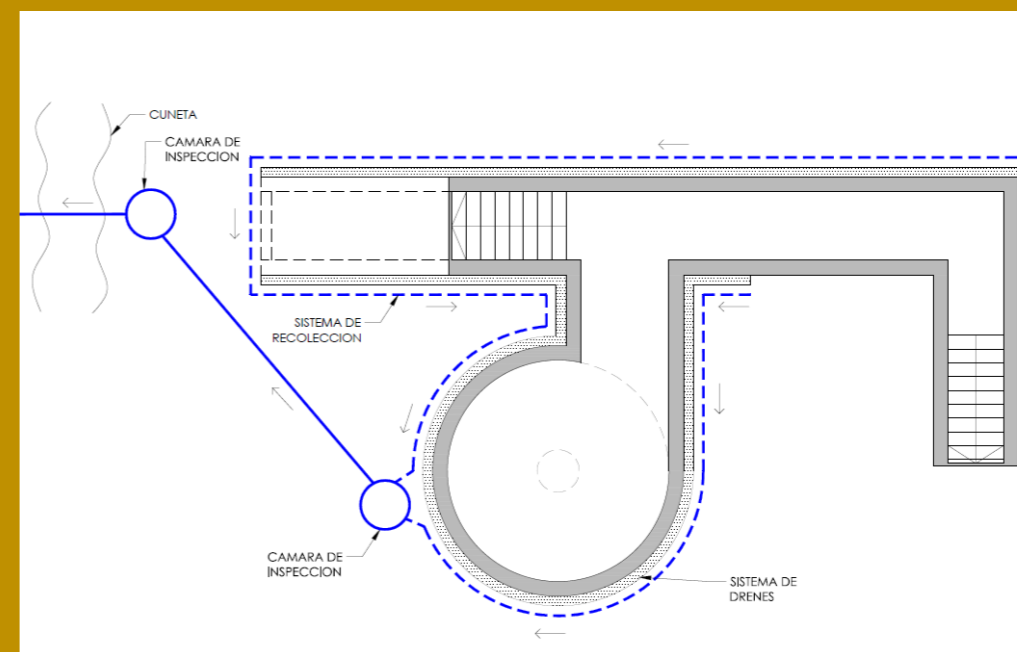 CUNETA
CAMARA DE
INSPECCION
SISTEMA DE
RECOLECCION
CAMARA DE
INSPECCION
SISTEMA DE
DRENES